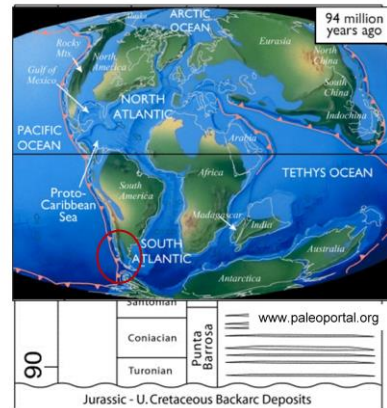 ARCTIC
OCEAN
94 million
years ago
Rocky
Mts.
North
America
Eurasia
North
China
South
China
Indochina
Gulf of
Mexico
NORTH
ATLANTIC
PACIFIC
OCEAN
Arabia
Proto-
Caribbean
Sea
South
America
Africa
TETHYS OCEAN
Madagascar
India
SOUTH
ATLANTIC
Australia
Antarctica
Santonian
Coniacian
Turonian
90
Punta
Barrosa
www.paleoportal.org
Jurassic - U. Cretaceous Backarc Deposits